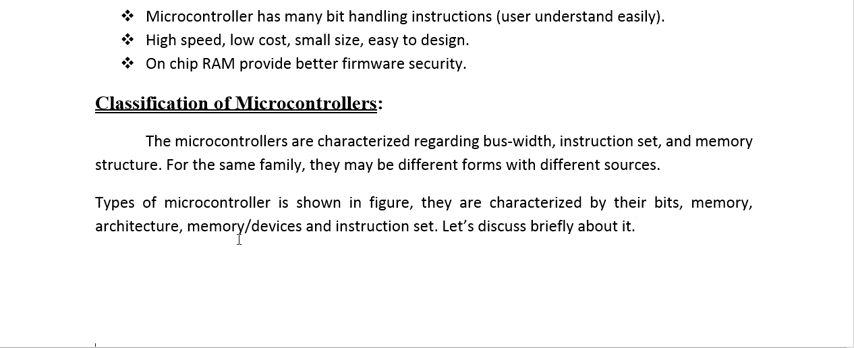 ❖ Microcontroller has many bit handling instructions (user understand easily).
❖ High speed, low cost, small size, easy to design.
❖ On chip RAM provide better firmware security.
Classification of Microcontrollers:
The microcontrollers are characterized regarding bus-width, instruction set, and memory
structure. For the same family, they may be different forms with different sources.
Types of microcontroller is shown in figure, they are characterized by their bits, memory,
architecture, memory/devices and instruction set. Let’s discuss briefly about it.